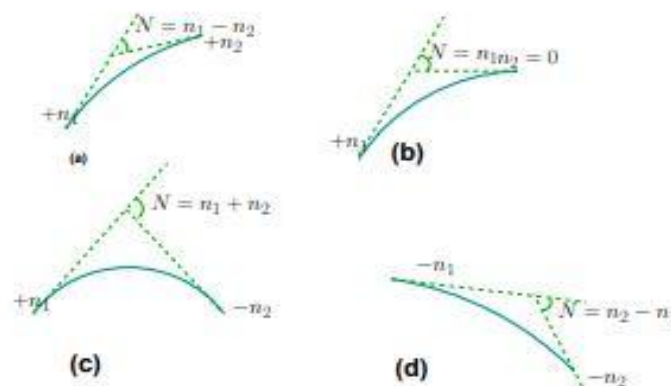 N = n₁ − n₂
+n₂
+n₁
(a)
N = n₁n₂ = 0
+n₁
(b)
N = n₁ + n₂
+n₁
−n₂
(c)
−n₁
N = n₂ − n
−n₂
(d)